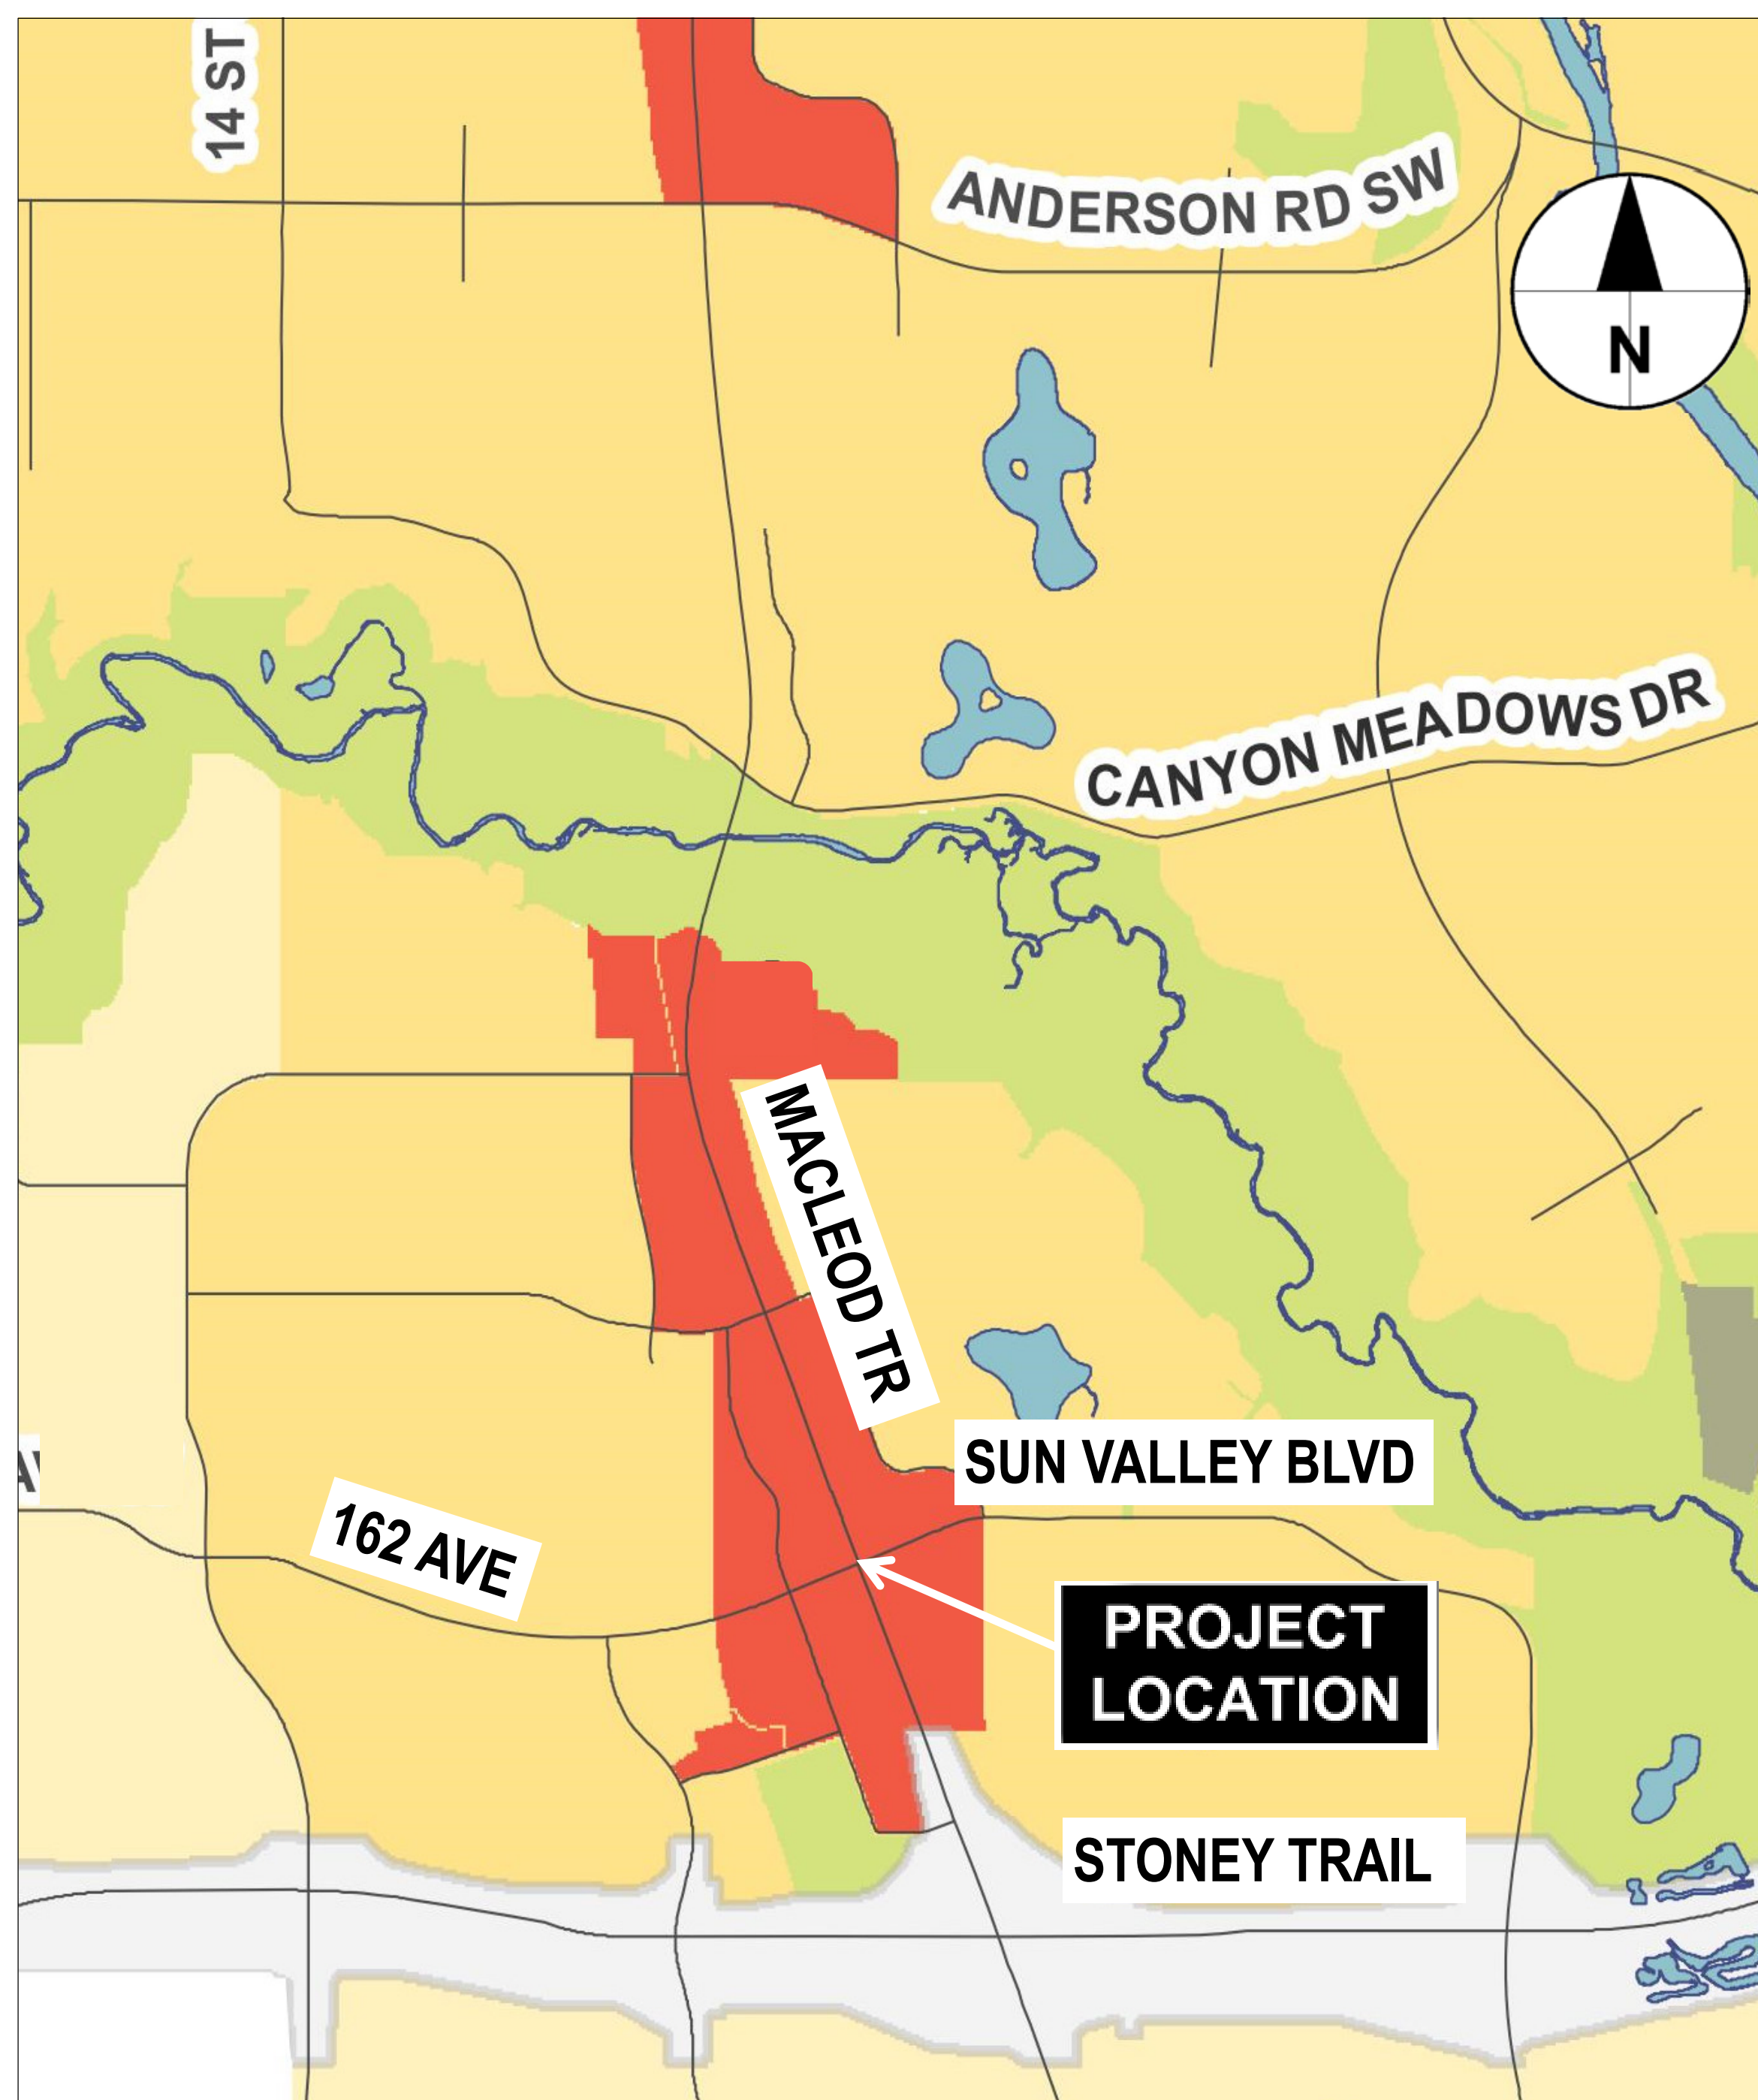 14 ST
ANDERSON RD SW
N
CANYON MEADOWS DR
MACLEOD TR
SUN VALLEY BLVD
162 AVE
PROJECT
LOCATION
STONEY TRAIL